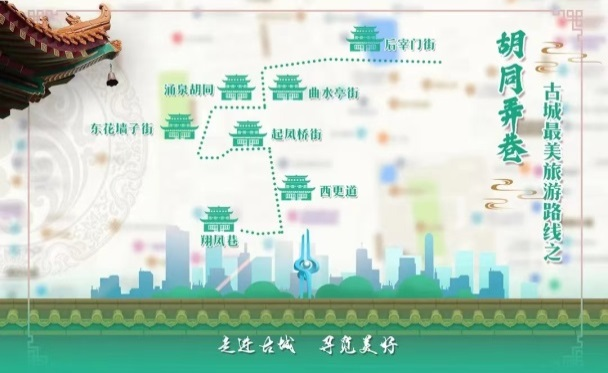 后宰门街
涌泉胡同
曲水亭街
东花墙子街
起凤桥街
西更道
翔凤巷
古城最美旅游路线之
胡同弄巷
走进古城 寻觅美好